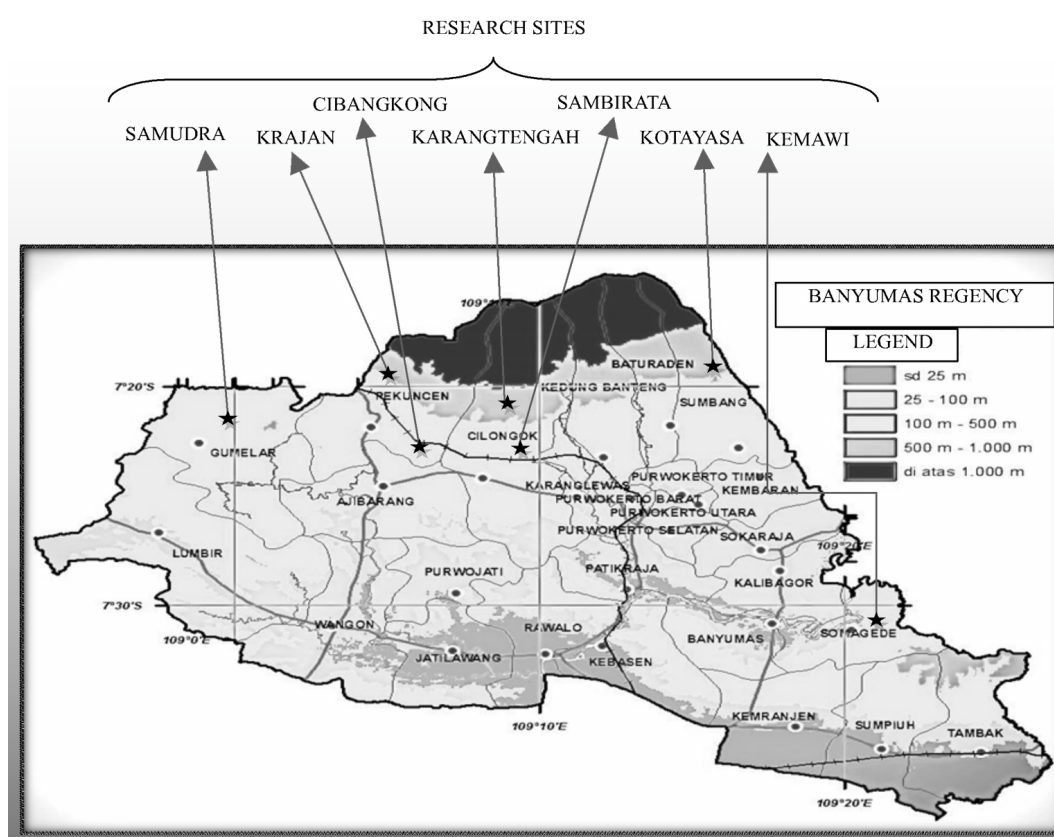 RESEARCH SITES
CIBANGKONG
SAMBIRATA
SAMUDRA
KRAJAN
KARANGTENGAH
KOTAYASA
KEMAWI
BANYUMAS REGENCY
LEGEND
sd 25 m
25 - 100 m
100 m - 500 m
500 m - 1.000 m
di atas 1.000 m
BATURADEN
7°20'S
PEKUNCEN
KEDUNG BANTENG
SUMBANG
CILONGOK
GUMELAR
KARANGLEWAS
PURWOKERTO TIMUR
KEMBARAN
AJIBARANG
PURWOKERTO BARAT
PURWOKERTO UTARA
PURWOKERTO SELATAN
SOKARAJA
109°20'E
LUMBIR
PURWOJATI
PATIKRAJA
KALIBAGOR
7°30'S
WANGON
RAWALO
BANYUMAS
SOMAGEDE
109°0'E
JATILAWANG
KEBASEN
109°10'E
KEMRANJEN
SUMPIUH
TAMBAK
109°20'E